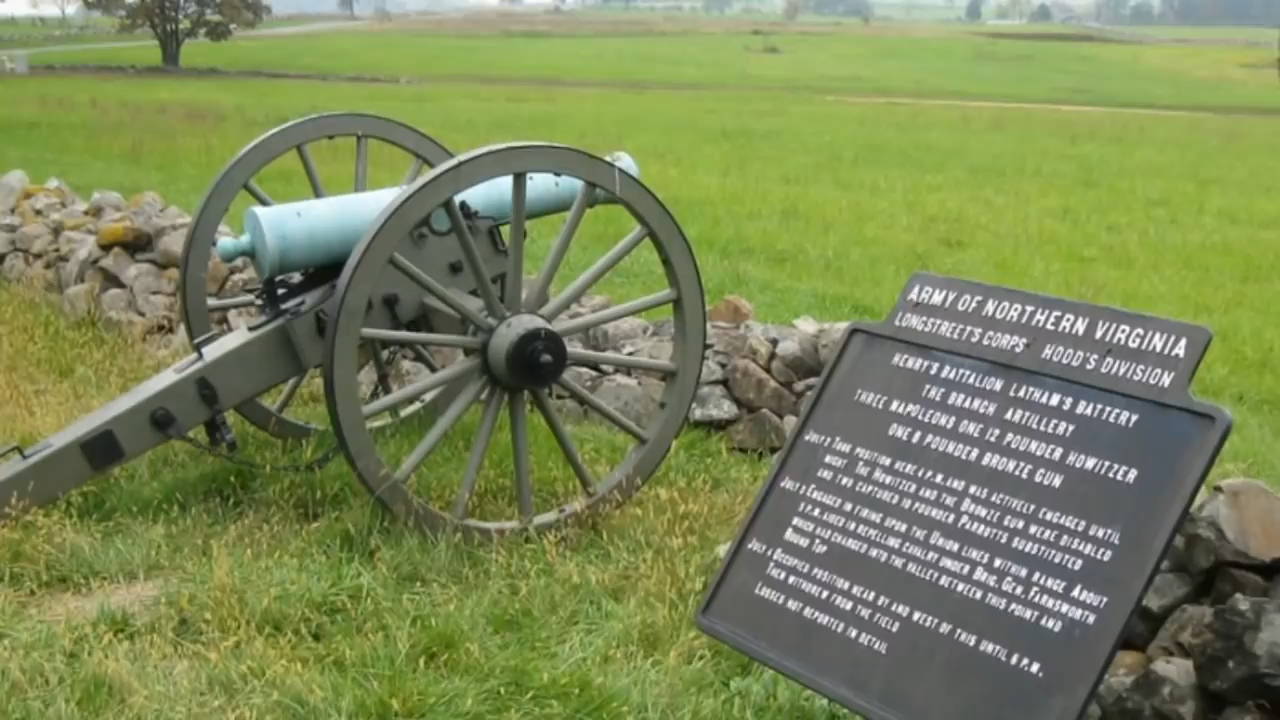 ARMY OF NORTHERN VIRGINIA
LONGSTREET'S CORPS HOOD'S DIVISION
HENRY'S BATTALION LATHAM'S BATTERY
THE BRANCH ARTILLERY
THREE NAPOLEONS ONE 12 POUNDER HOWITZER
ONE 6 POUNDER BRONZE GUN
JULY 2 TOOK POSITION HERE 4 P.M. AND WAS ACTIVELY ENGAGED UNTIL
NIGHT. THE HOWITZER AND THE BRONZE GUN WERE DISABLED
AND TWO CAPTURED 10 POUNDER PARROTTS SUBSTITUTED
JULY 3 ENGAGED IN FIRING UPON THE UNION LINES WITHIN RANGE ABOUT
5 P.M. AIDED IN REPELLING CAVALRY UNDER BRIG. GEN. FARNSWORTH
WHICH HAD CHARGED INTO THE VALLEY BETWEEN THIS POINT AND
ROUND TOP
JULY 4 OCCUPIED POSITION NEAR BY AND WEST OF THIS UNTIL 6 P.M.
THEN WITHDREW FROM THE FIELD
LOSSES NOT REPORTED IN DETAIL